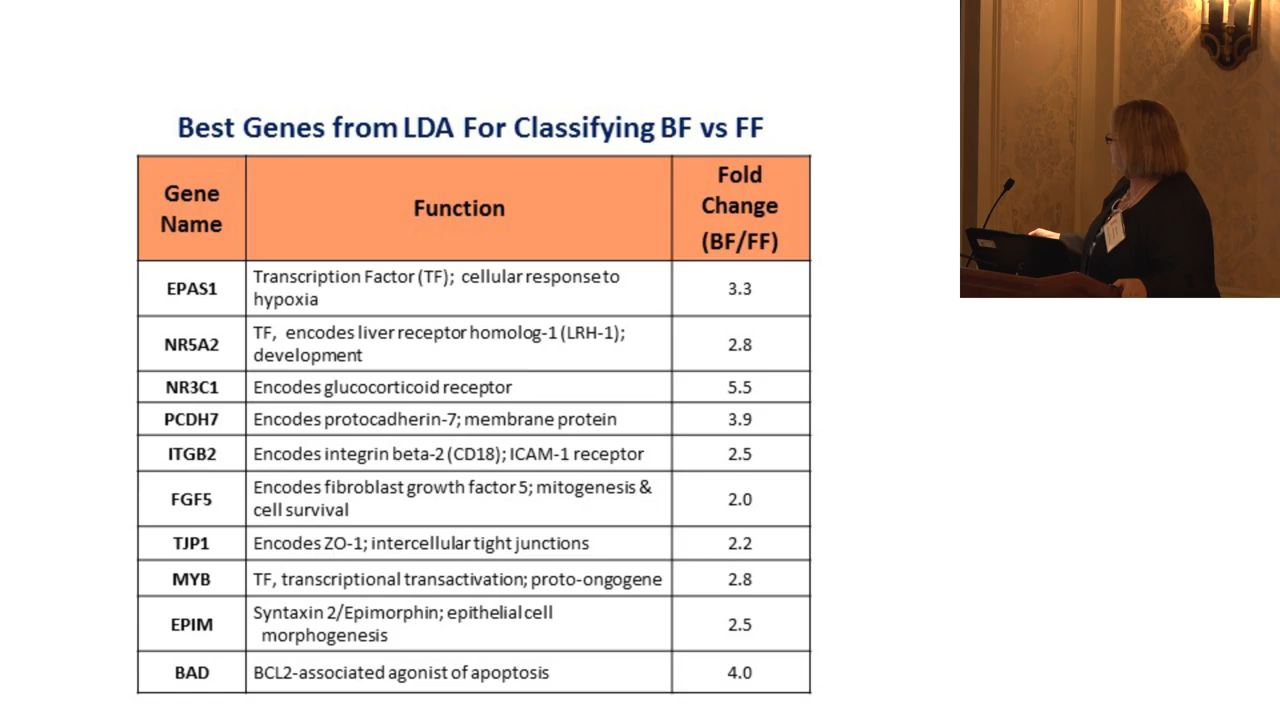 Best Genes from LDA For Classifying BF vs FF
Gene
Name
Function
Fold
Change
(BF/FF)
EPAS1
Transcription Factor (TF); cellular response to
hypoxia
3.3
NR5A2
TF, encodes liver receptor homolog-1 (LRH-1);
development
2.8
NR3C1
Encodes glucocorticoid receptor
5.5
PCDH7
Encodes protocadherin-7; membrane protein
3.9
ITGB2
Encodes integrin beta-2 (CD18); ICAM-1 receptor
2.5
FGF5
Encodes fibroblast growth factor 5; mitogenesis &
cell survival
2.0
TJP1
Encodes ZO-1; intercellular tight junctions
2.2
MYB
TF, transcriptional transactivation; proto-ongogene
2.8
EPIM
Syntaxin 2/Epimorphin; epithelial cell
morphogenesis
2.5
BAD
BCL2-associated agonist of apoptosis
4.0